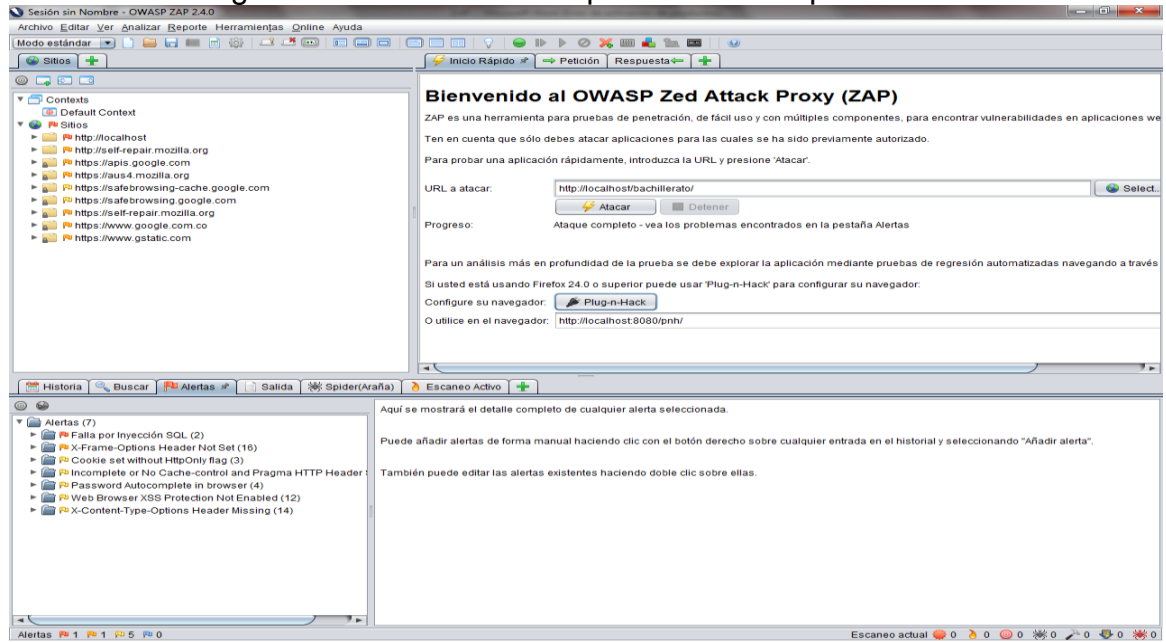 Sesión sin Nombre - OWASP ZAP 2.4.0
Archivo Editar Ver Analizar Reporte Herramientas Online Ayuda
Modo estándar
Sitios
Inicio Rápido
Petición
Respuesta
Contexts
Default Context
Sitios
http://localhost
http://self-repair.mozilla.org
https://apis.google.com
https://aus4.mozilla.org
https://safebrowsing-cache.google.com
https://safebrowsing.google.com
https://self-repair.mozilla.org
https://www.google.com.co
https://www.gstatic.com
Bienvenido al OWASP Zed Attack Proxy (ZAP)
ZAP es una herramienta para pruebas de penetración, de fácil uso y con múltiples componentes, para encontrar vulnerabilidades en aplicaciones we
Ten en cuenta que sólo debes atacar aplicaciones para las cuales se ha sido previamente autorizado.
Para probar una aplicación rápidamente, introduzca la URL y presione 'Atacar'.
URL a atacar: http://localhost/bachillerato/ Select..
Atacar Detener
Progreso: Ataque completo - vea los problemas encontrados en la pestaña Alertas
Para un análisis más en profundidad de la prueba se debe explorar la aplicación mediante pruebas de regresión automatizadas navegando a través
Si usted está usando Firefox 24.0 o superior puede usar 'Plug-n-Hack' para configurar su navegador:
Configure su navegador: Plug-n-Hack
O utilice en el navegador: http://localhost:8080/pnh/
Historia Buscar Alertas Salida Spider(Araña) Escaneo Activo
Alertas (7)
Falla por Inyección SQL (2)
X-Frame-Options Header Not Set (16)
Cookie set without HttpOnly flag (3)
Incomplete or No Cache-control and Pragma HTTP Header
Password Autocomplete in browser (4)
Web Browser XSS Protection Not Enabled (12)
X-Content-Type-Options Header Missing (14)
Aquí se mostrará el detalle completo de cualquier alerta seleccionada.
Puede añadir alertas de forma manual haciendo clic con el botón derecho sobre cualquier entrada en el historial y seleccionando "Añadir alerta".
También puede editar las alertas existentes haciendo doble clic sobre ellas.
Alertas 1 1 5 0
Escaneo actual 0 0 0 0 0 0 0